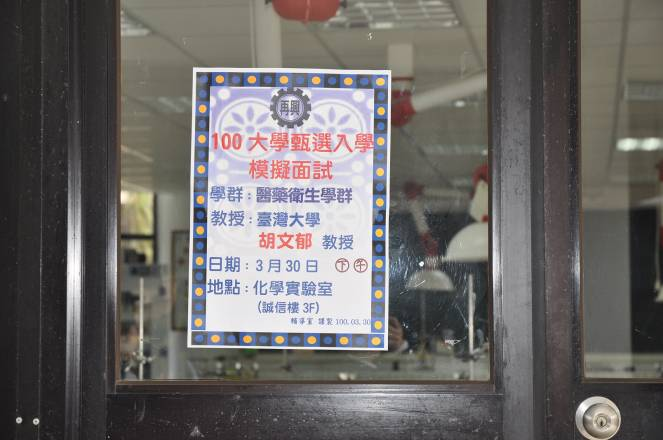 再興
100 大學甄選入學
模擬面試
學群：醫藥衛生學群
教授：臺灣大學
胡文郁 教授
日期：3月30日 下午
地點：化學實驗室
(誠信樓 3F)
輔導室 謹製 100.03.30